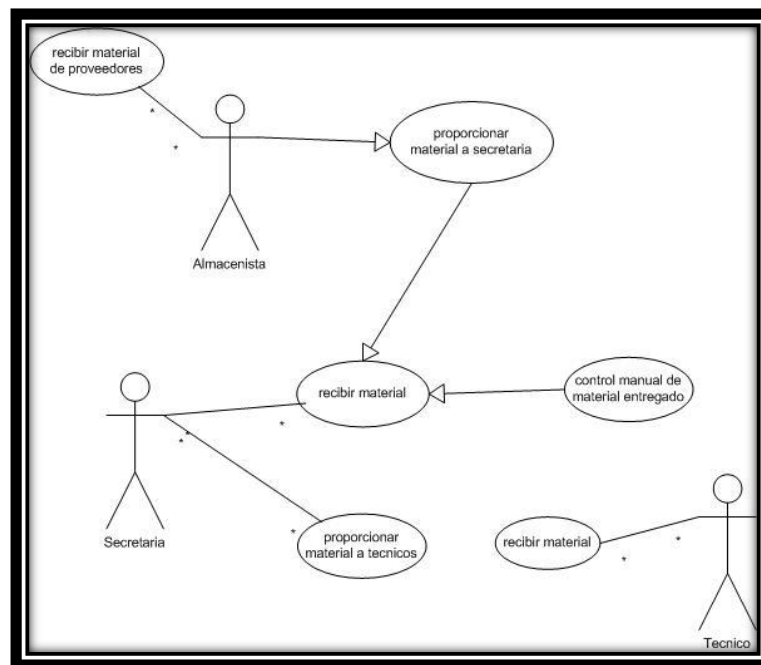 recibir material
de proveedores
proporcionar
material a secretaria
*
*
Almacenista
recibir material
control manual de
material entregado
*
*
*
*
Secretaria
proporcionar
material a tecnicos
recibir material
*
*
Tecnico